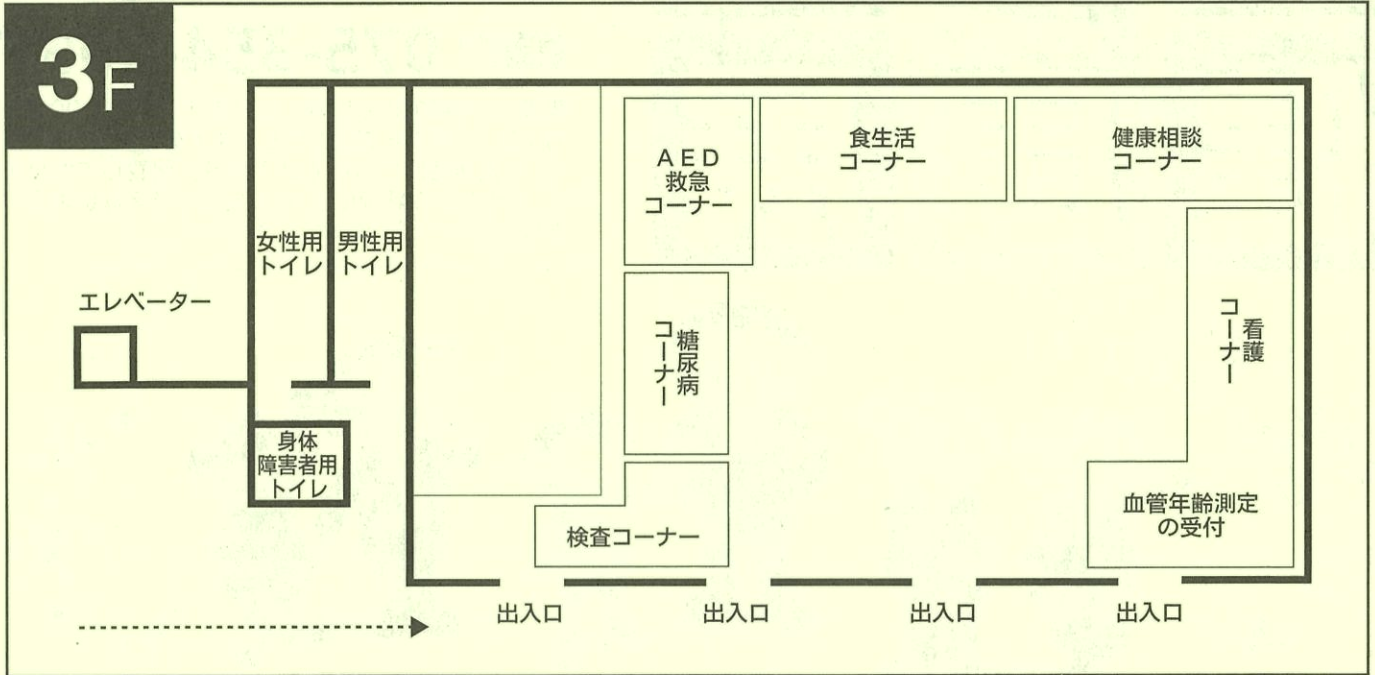 3F
AED
救急
コーナー
食生活
コーナー
健康相談
コーナー
女性用
トイレ
男性用
トイレ
エレベーター
糖尿病
コーナー
看護
コーナー
身体
障害者用
トイレ
検査コーナー
血管年齢測定
の受付
出入口
出入口
出入口
出入口